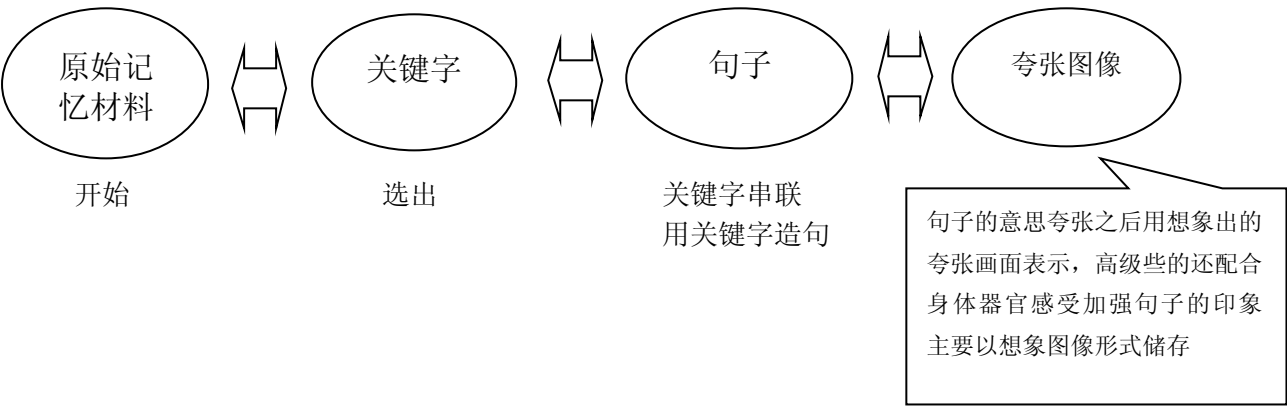 原始记
忆材料
关键字
句子
夸张图像
开始
选出
关键字串联
用关键字造句
句子的意思夸张之后用想象出的
夸张画面表示，高级些的还配合
身体器官感受加强句子的印象
主要以想象图像形式储存